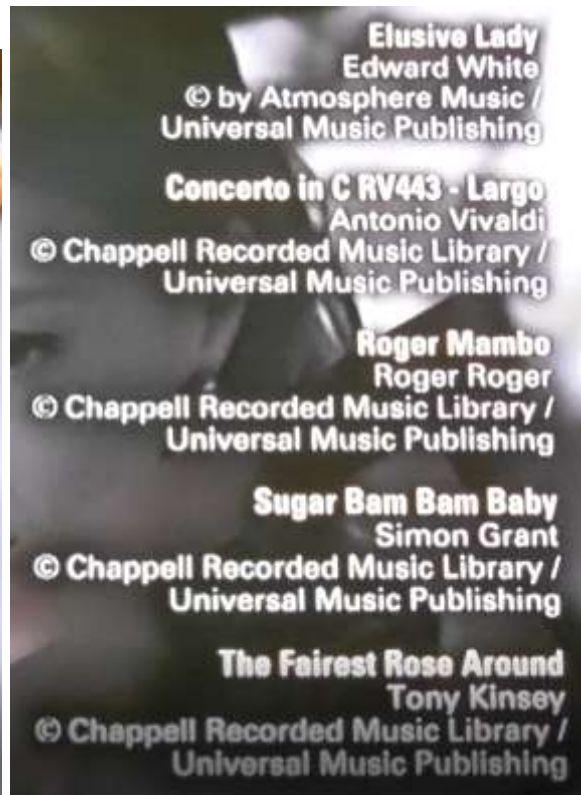 Elusive Lady
Edward White
© by Atmosphere Music /
Universal Music Publishing
Concerto in C RV443 - Largo
Antonio Vivaldi
© Chappell Recorded Music Library /
Universal Music Publishing
Roger Mambo
Roger Roger
© Chappell Recorded Music Library /
Universal Music Publishing
Sugar Bam Bam Baby
Simon Grant
© Chappell Recorded Music Library /
Universal Music Publishing
The Fairest Rose Around
Tony Kinsey
© Chappell Recorded Music Library /
Universal Music Publishing